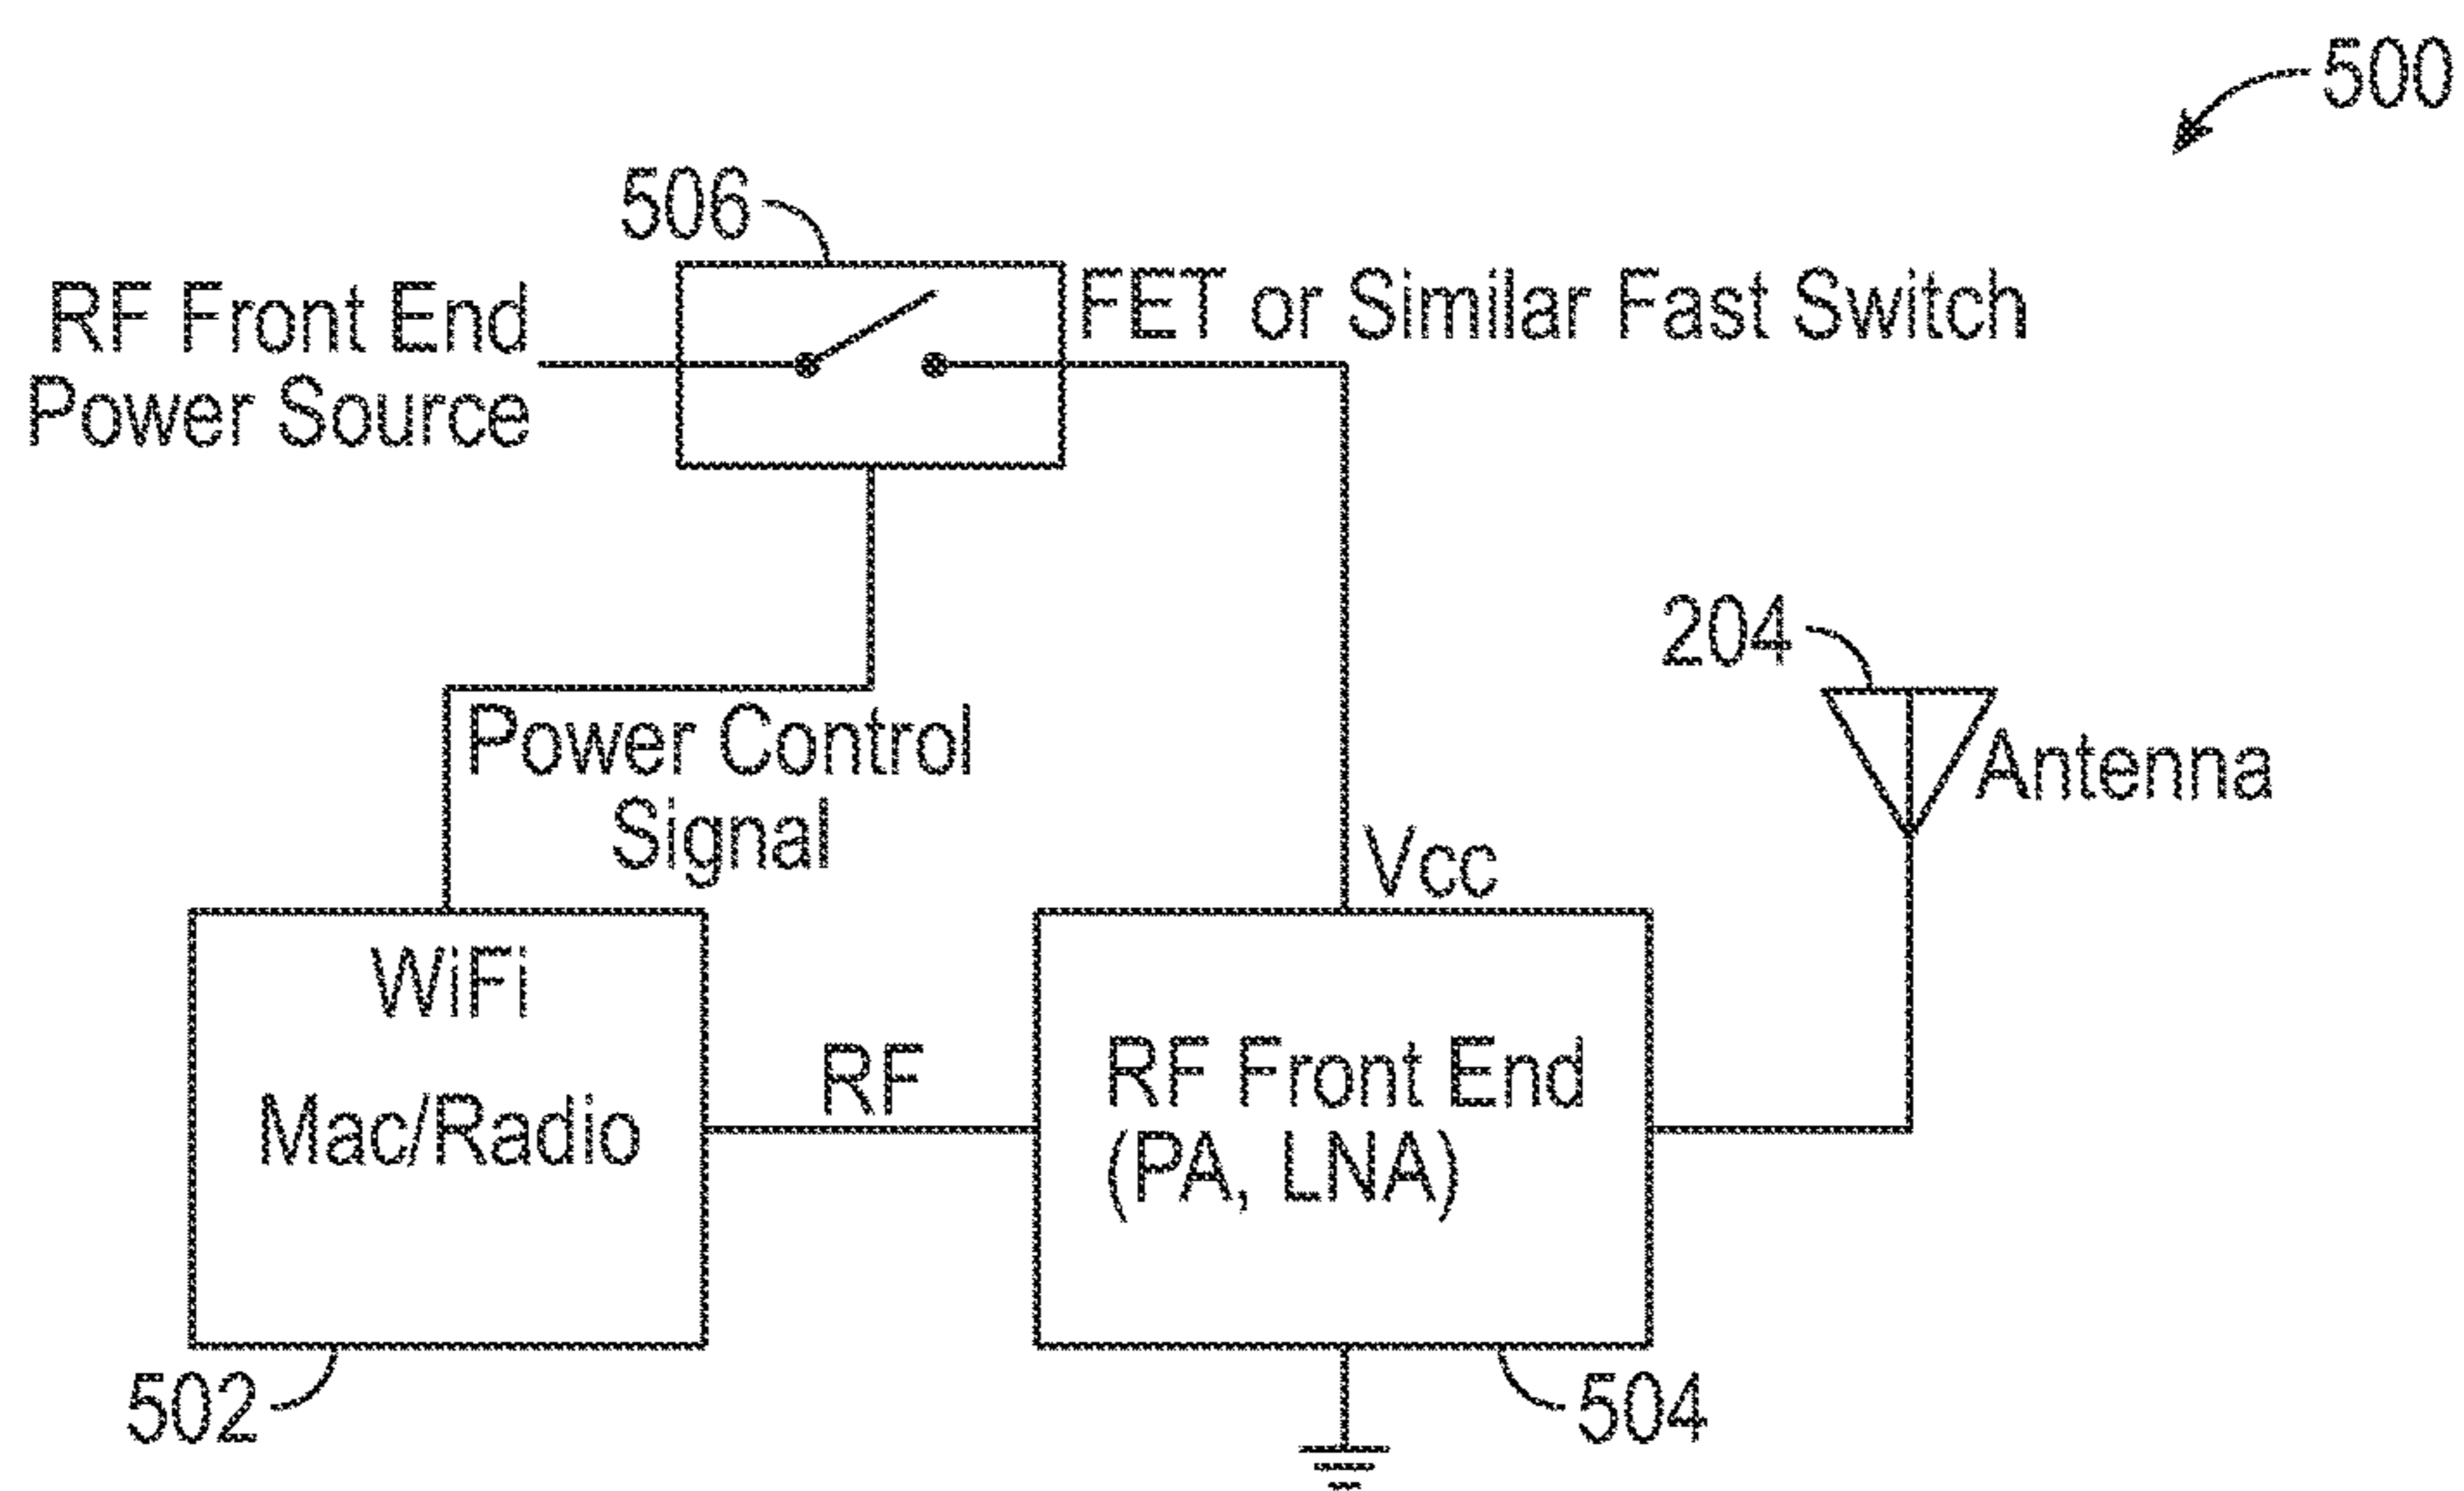 500
506
RF Front End
Power Source
FET or Similar Fast Switch
204
Antenna
Power Control
Signal
Vcc
WiFi
Mac/Radio
RF
RF Front End
(PA, LNA)
502
504